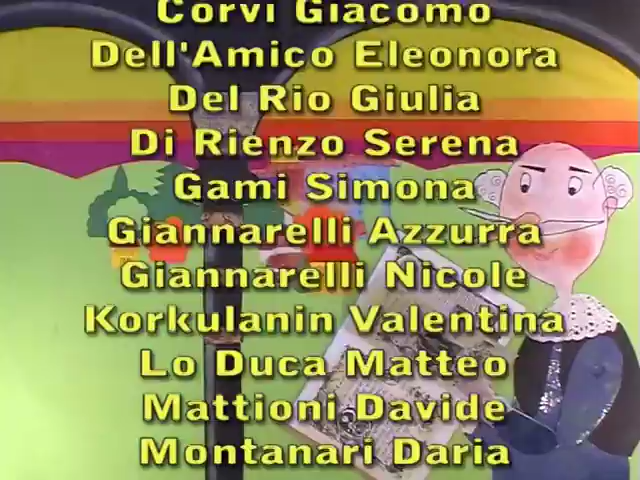 Corvi Giacomo
Dell'Amico Eleonora
Del Rio Giulia
Di Rienzo Serena
Gami Simona
Giannarelli Azzurra
Giannarelli Nicole
Korkulanin Valentina
Lo Duca Matteo
Mattioni Davide
Montanari Daria